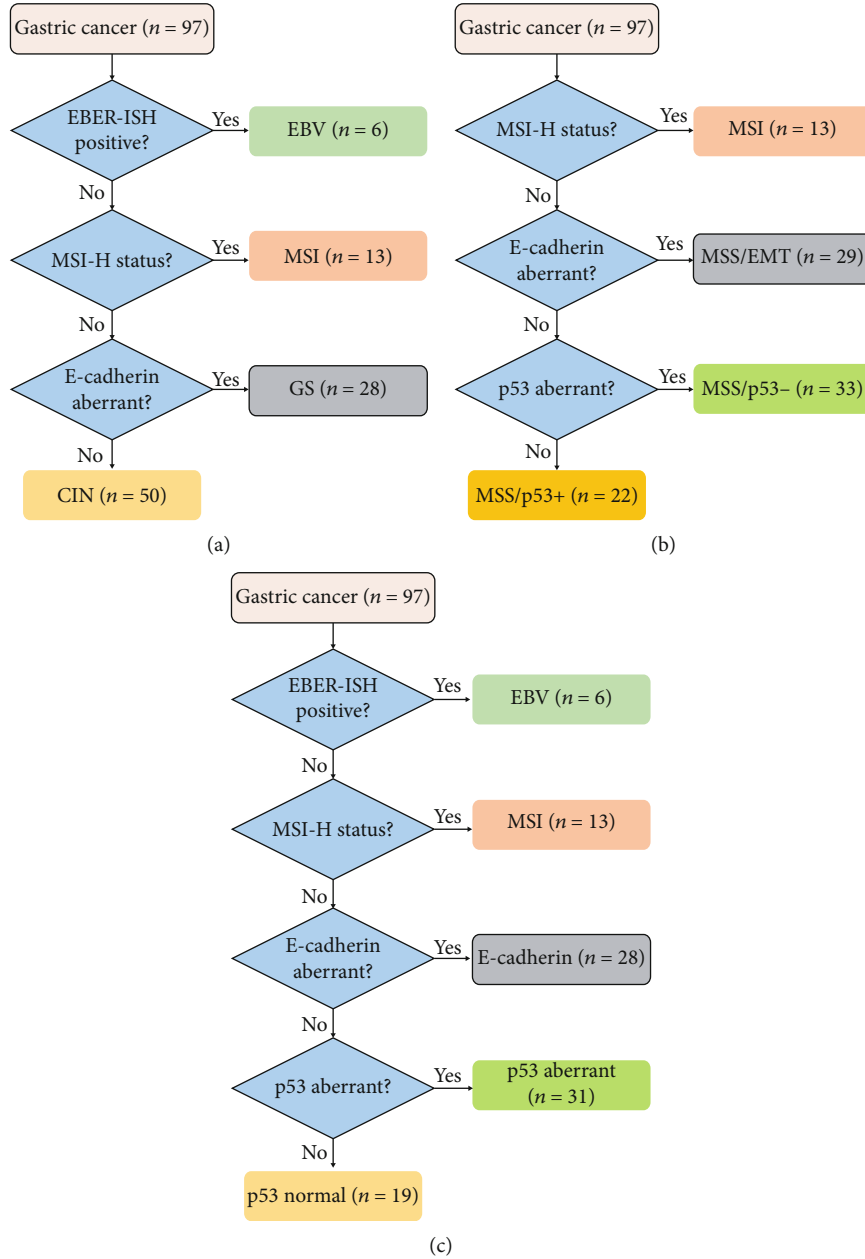 Gastric cancer (n = 97)
EBER-ISH
positive?
Yes
EBV (n = 6)
No
MSI-H status?
Yes
MSI (n = 13)
No
E-cadherin
aberrant?
Yes
GS (n = 28)
No
CIN (n = 50)
(a)
Gastric cancer (n = 97)
MSI-H status?
Yes
MSI (n = 13)
No
E-cadherin
aberrant?
Yes
MSS/EMT (n = 29)
No
p53 aberrant?
Yes
MSS/p53– (n = 33)
No
MSS/p53+ (n = 22)
(b)
Gastric cancer (n = 97)
EBER-ISH
positive?
Yes
EBV (n = 6)
No
MSI-H status?
Yes
MSI (n = 13)
No
E-cadherin
aberrant?
Yes
E-cadherin (n = 28)
No
p53 aberrant?
Yes
p53 aberrant
(n = 31)
No
p53 normal (n = 19)
(c)